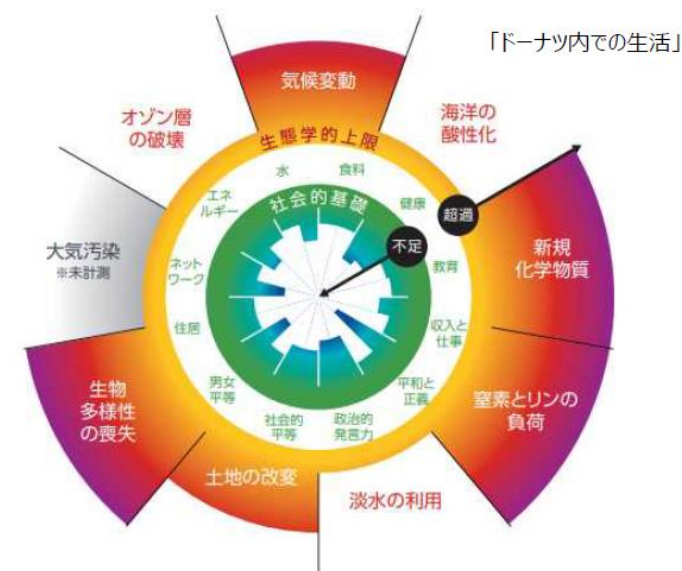 「ドーナツ内での生活」
気候変動
オゾン層
の破壊
海洋の
酸性化
生態学的上限
水
食料
エネ
ルギー
社会的基礎
健康
超過
不足
大気汚染
※未計測
ネット
ワーク
教育
新規
化学物質
住居
収入と
仕事
男女
平等
平和と
正義
生物
多様性
の喪失
窒素とリンの
負荷
社会的
平等
政治的
発言力
土地の改変
淡水の利用